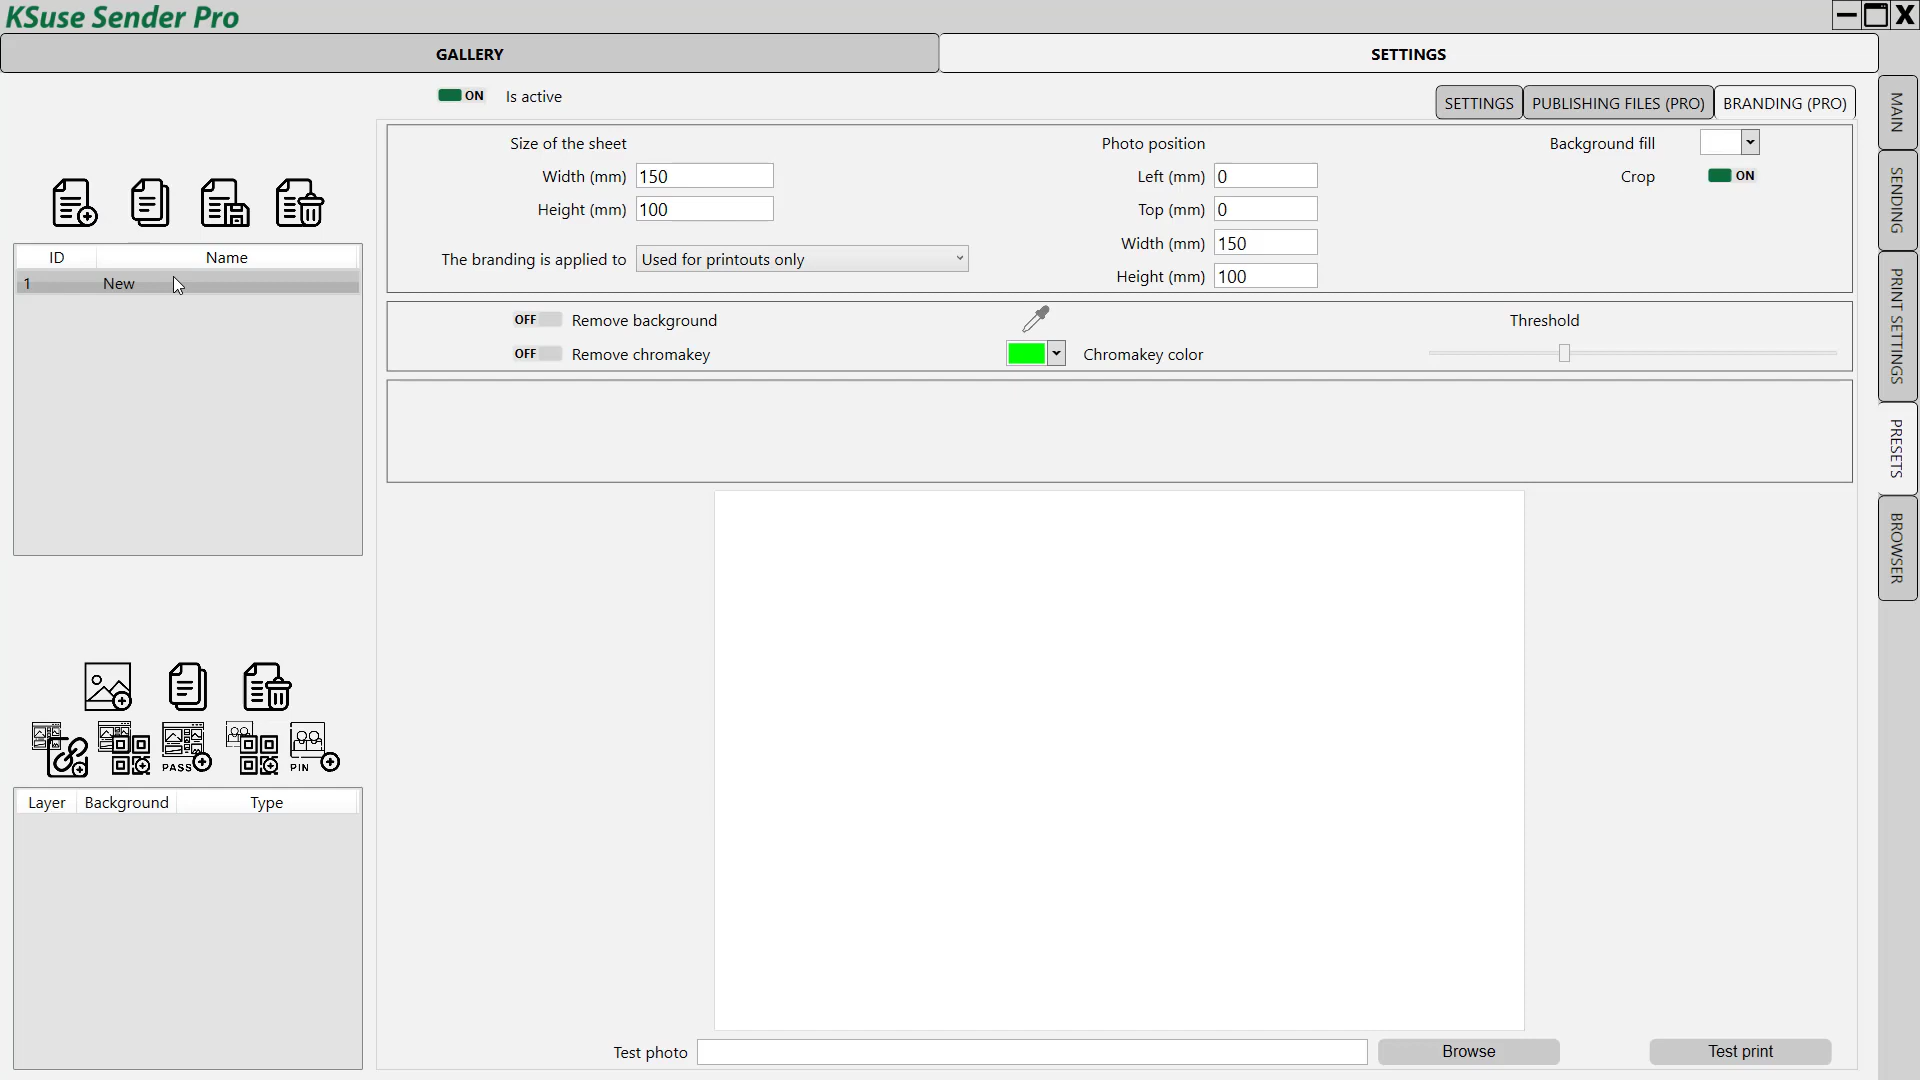 KSuse Sender Pro
GALLERY
SETTINGS
ON Is active
SETTINGS
PUBLISHING FILES (PRO)
BRANDING (PRO)
MAIN
SENDING
PRINT SETTINGS
PRESETS
BROWSER
Size of the sheet
Width (mm) 150
Height (mm) 100
The branding is applied to Used for printouts only
Photo position
Left (mm) 0
Top (mm) 0
Width (mm) 150
Height (mm) 100
Background fill
Crop ON
ID Name
1 New
OFF Remove background
OFF Remove chromakey
Chromakey color
Threshold
PASS
PIN
Layer Background Type
Test photo
Browse
Test print